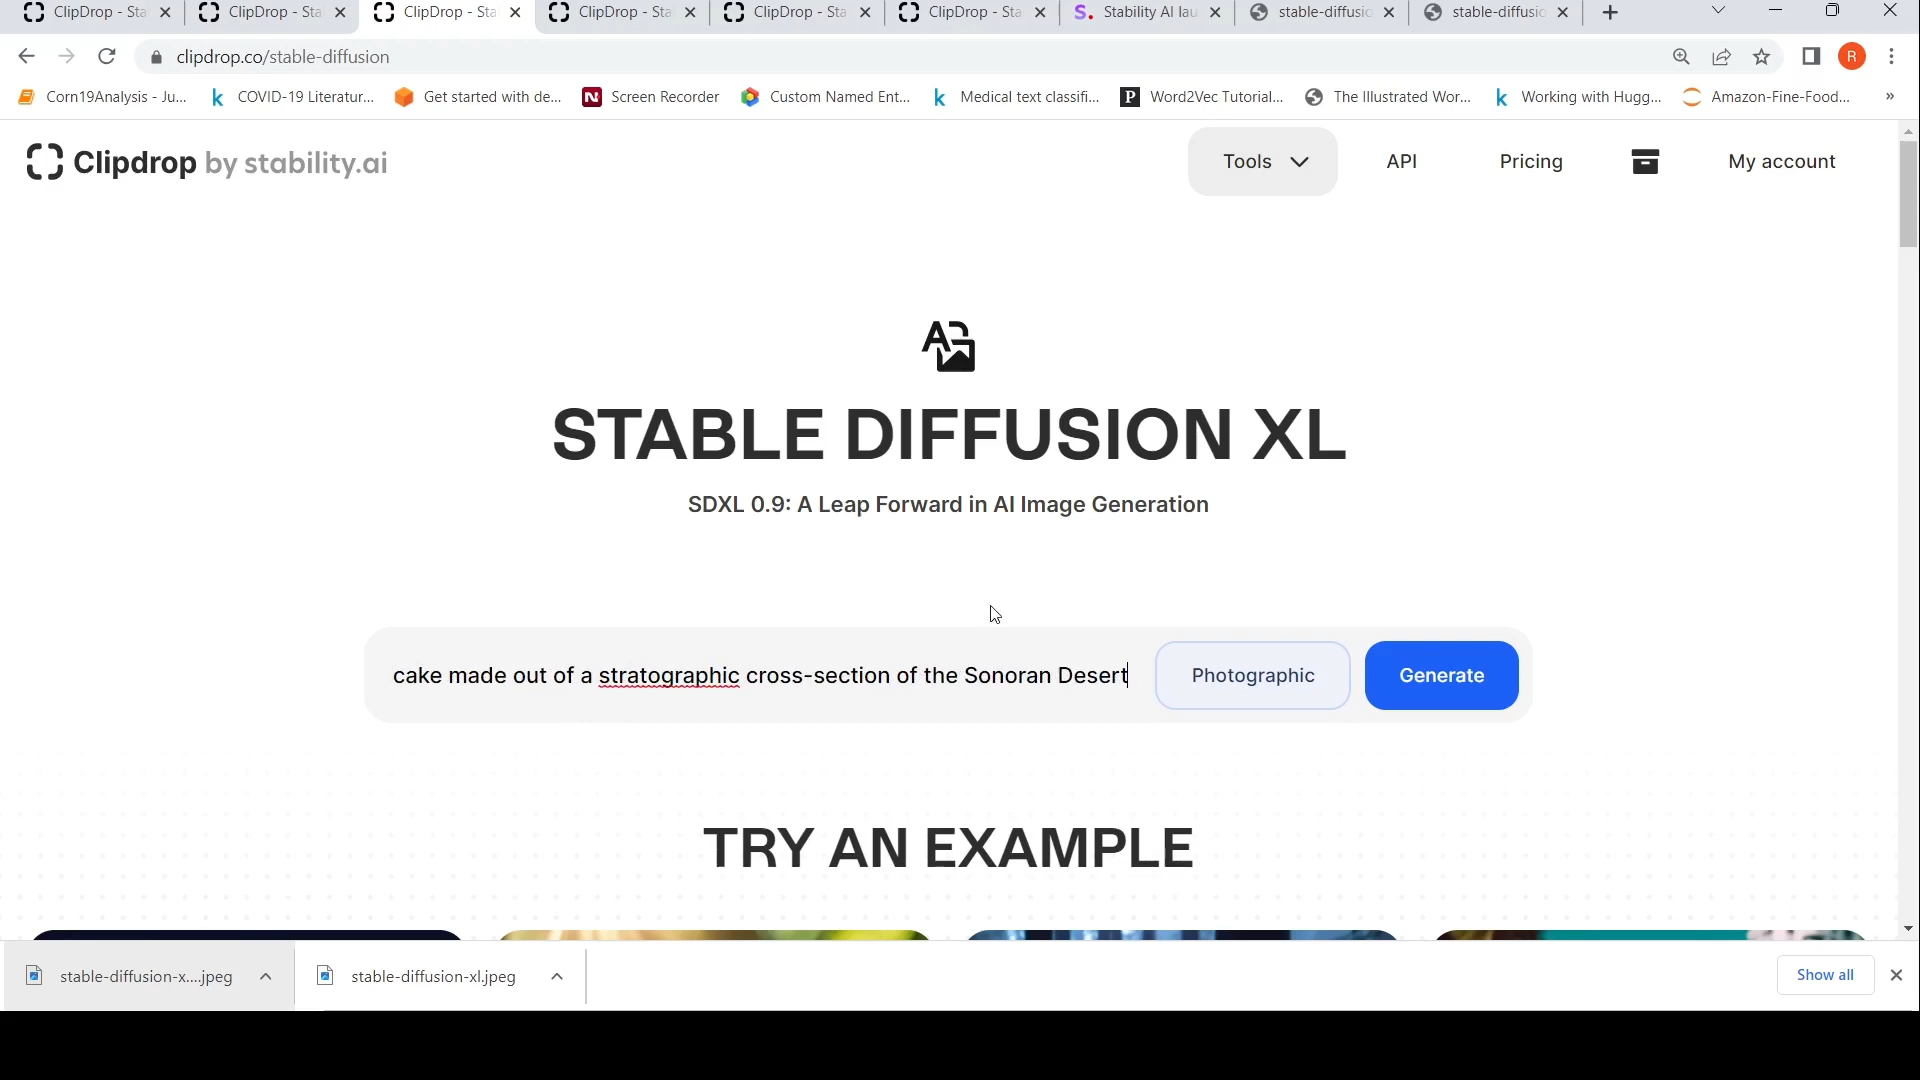 ClipDrop - Sta
ClipDrop - Sta
ClipDrop - Sta
ClipDrop - Sta
ClipDrop - Sta
ClipDrop - Sta
S. Stability AI lau
stable-diffusio
stable-diffusio
clipdrop.co/stable-diffusion
R
Corn19Analysis - Ju...
k COVID-19 Literatur...
Get started with de...
N Screen Recorder
Custom Named Ent...
k Medical text classifi...
P Word2Vec Tutorial...
The Illustrated Wor...
k Working with Hugg...
Amazon-Fine-Food...
»
Clipdrop by stability.ai
Tools
API
Pricing
My account
STABLE DIFFUSION XL
SDXL 0.9: A Leap Forward in AI Image Generation
cake made out of a stratographic cross-section of the Sonoran Desert
Photographic
Generate
TRY AN EXAMPLE
stable-diffusion-x....jpeg
stable-diffusion-xl.jpeg
Show all